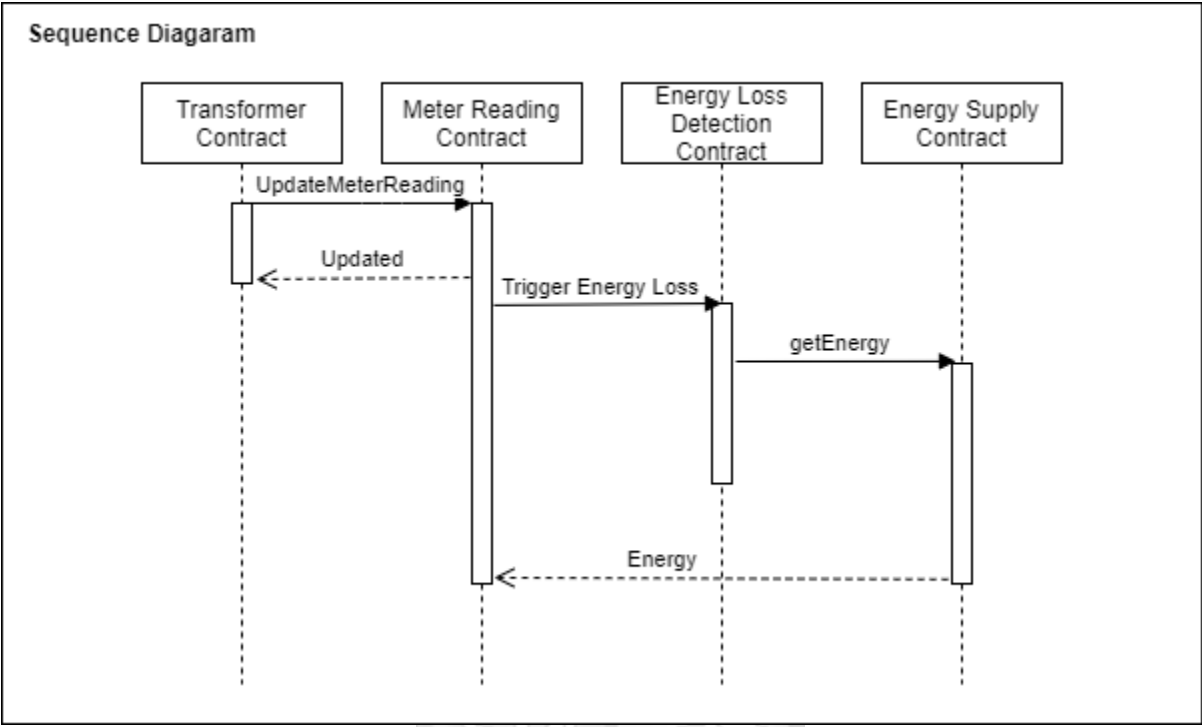 Sequence Diagaram
Transformer
Contract
Meter Reading
Contract
Energy Loss
Detection
Contract
Energy Supply
Contract
UpdateMeterReading
Updated
Trigger Energy Loss
getEnergy
Energy